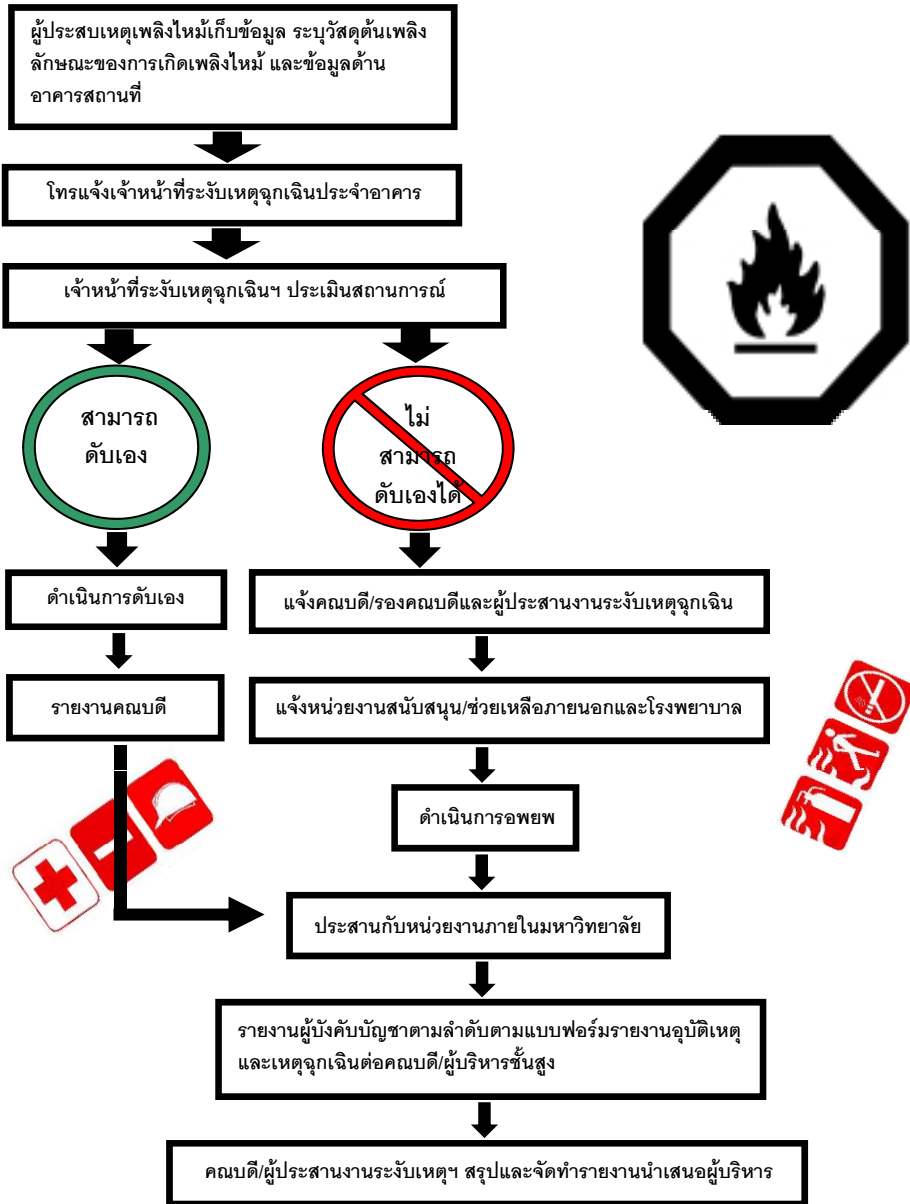 ผู้ประสบเหตุเพลิงไหม้เก็บข้อมูล ระบุวัสดุต้นเพลิง
ลักษณะของการเกิดเพลิงไหม้ และข้อมูลด้าน
อาคารสถานที่
โทรแจ้งเจ้าหน้าที่ระงับเหตุฉุกเฉินประจำอาคาร
เจ้าหน้าที่ระงับเหตุฉุกเฉินฯ ประเมินสถานการณ์
สามารถ
ดับเอง
ไม่
สามารถ
ดับเองได้
ดำเนินการดับเอง
แจ้งคณบดี/รองคณบดีและผู้ประสานงานระงับเหตุฉุกเฉิน
รายงานคณบดี
แจ้งหน่วยงานสนับสนุน/ช่วยเหลือภายนอกและโรงพยาบาล
ดำเนินการอพยพ
ประสานกับหน่วยงานภายในมหาวิทยาลัย
รายงานผู้บังคับบัญชาตามลำดับตามแบบฟอร์มรายงานอุบัติเหตุ
และเหตุฉุกเฉินต่อคณบดี/ผู้บริหารชั้นสูง
คณบดี/ผู้ประสานงานระงับเหตุฯ สรุปและจัดทำรายงานนำเสนอผู้บริหาร